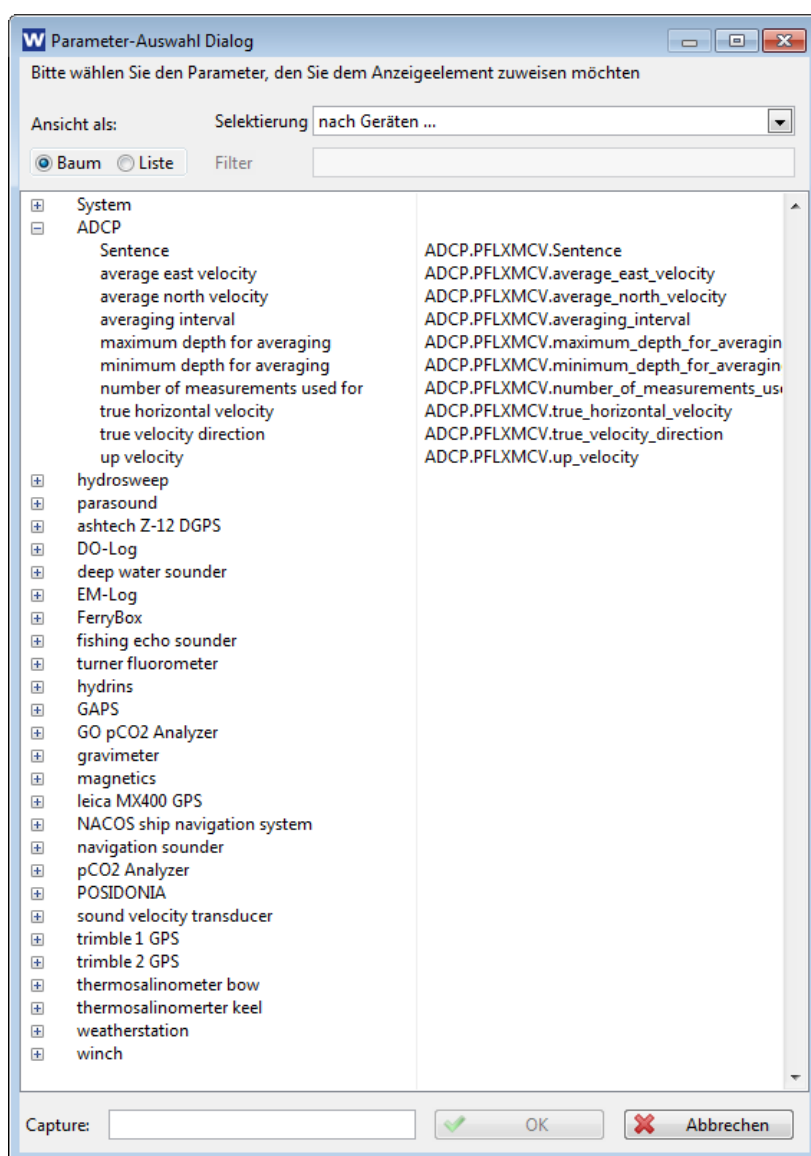 W Parameter-Auswahl Dialog
Bitte wählen Sie den Parameter, den Sie dem Anzeigeelement zuweisen möchten
Ansicht als: Selektierung nach Geräten ...
Baum Liste Filter
System
ADCP
Sentence ADCP.PFLXMCV.Sentence
average east velocity ADCP.PFLXMCV.average_east_velocity
average north velocity ADCP.PFLXMCV.average_north_velocity
averaging interval ADCP.PFLXMCV.averaging_interval
maximum depth for averaging ADCP.PFLXMCV.maximum_depth_for_averagin
minimum depth for averaging ADCP.PFLXMCV.minimum_depth_for_averagin
number of measurements used for ADCP.PFLXMCV.number_of_measurements_use
true horizontal velocity ADCP.PFLXMCV.true_horizontal_velocity
true velocity direction ADCP.PFLXMCV.true_velocity_direction
up velocity ADCP.PFLXMCV.up_velocity
hydrosweep
parasound
ashtech Z-12 DGPS
DO-Log
deep water sounder
EM-Log
FerryBox
fishing echo sounder
turner fluorometer
hydrins
GAPS
GO pCO2 Analyzer
gravimeter
magnetics
leica MX400 GPS
NACOS ship navigation system
navigation sounder
pCO2 Analyzer
POSIDONIA
sound velocity transducer
trimble 1 GPS
trimble 2 GPS
thermosalinometer bow
thermosalinomerter keel
weatherstation
winch
Capture: OK Abbrechen